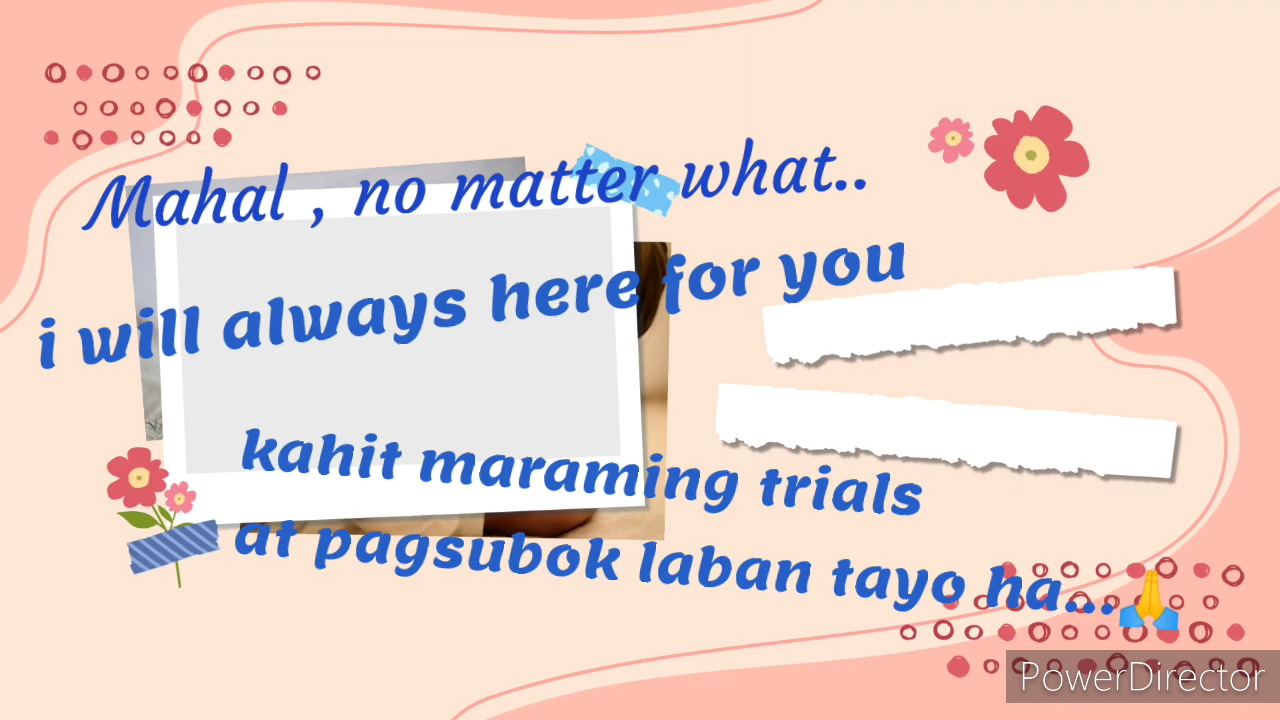 Mahal , no matter what..
i will always here for you
kahit maraming trials
at pagsubok laban tayo ha...🙏
PowerDirector